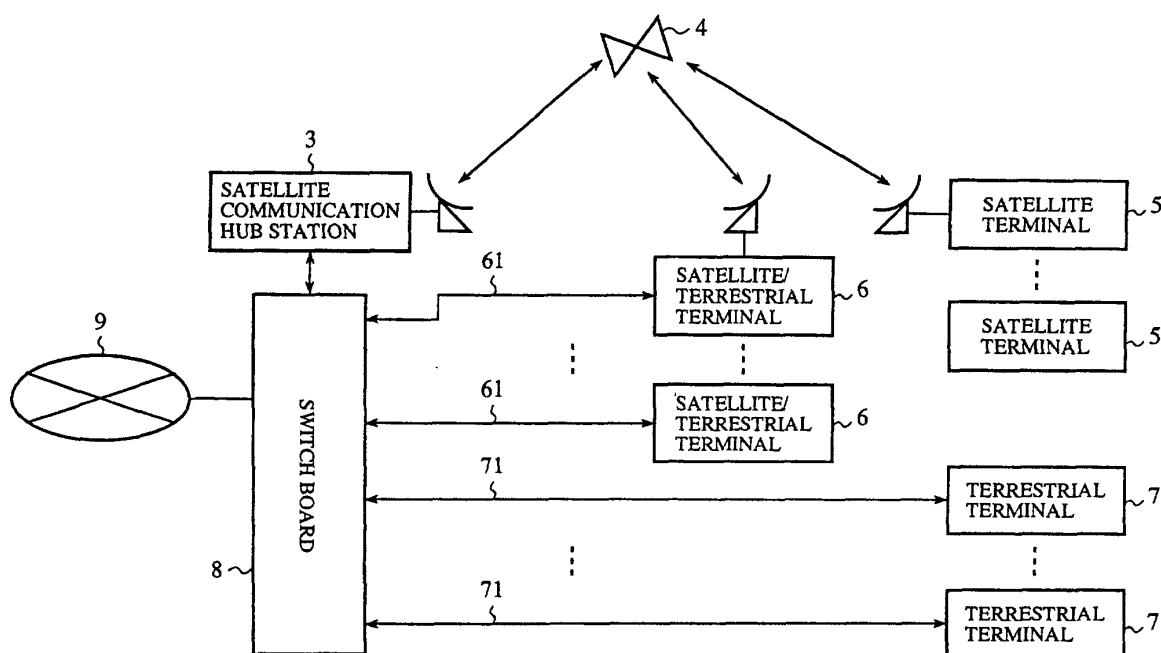 4
3
SATELLITE
COMMUNICATION
HUB STATION
SATELLITE
TERMINAL
5
61
SATELLITE/
TERRESTRIAL
TERMINAL
6
SATELLITE
TERMINAL
5
9
61
SATELLITE/
TERRESTRIAL
TERMINAL
6
SWITCH BOARD
71
TERRESTRIAL
TERMINAL
7
8
71
TERRESTRIAL
TERMINAL
7